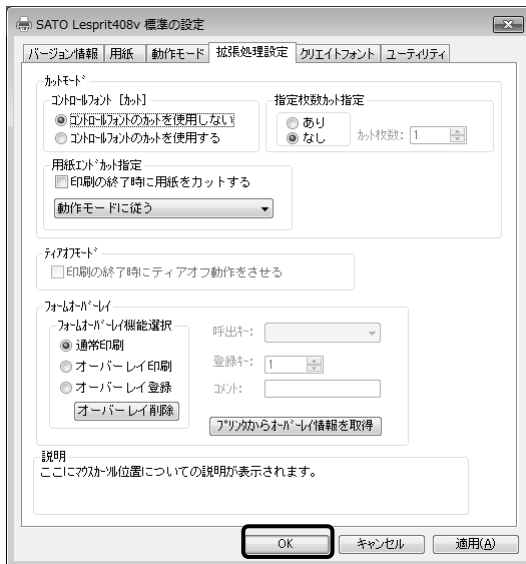 SATO Lesprit408v 標準の設定
バージョン情報 用紙 動作モード 拡張処理設定 クリエイトフォント ユーティリティ
ｶｯﾄﾓｰﾄﾞ
ｺﾝﾄﾛｰﾙﾌｫﾝﾄ [ｶｯﾄ]
ｺﾝﾄﾛｰﾙﾌｫﾝﾄのｶｯﾄを使用しない
ｺﾝﾄﾛｰﾙﾌｫﾝﾄのｶｯﾄを使用する
指定枚数ｶｯﾄ指定
あり
なし
ｶｯﾄ枚数: 1
用紙ｴﾝﾄﾞｶｯﾄ指定
印刷の終了時に用紙をカットする
動作モードに従う
ﾃｨｱｵﾌﾓｰﾄﾞ
印刷の終了時にティアオフ動作をさせる
ﾌｫｰﾑｵｰﾊﾞｰﾚｲ
ﾌｫｰﾑｵｰﾊﾞｰﾚｲ機能選択
通常印刷
オーバーレイ印刷
オーバーレイ登録
オーバーレイ削除
呼出ｷｰ:
登録ｷｰ: 1
ｺﾒﾝﾄ:
ﾌﾟﾘﾝﾀからｵｰﾊﾞｰﾚｲ情報を取得
説明
ここにﾏｳｽｶｰｿﾙ位置についての説明が表示されます。
OK キャンセル 適用(A)